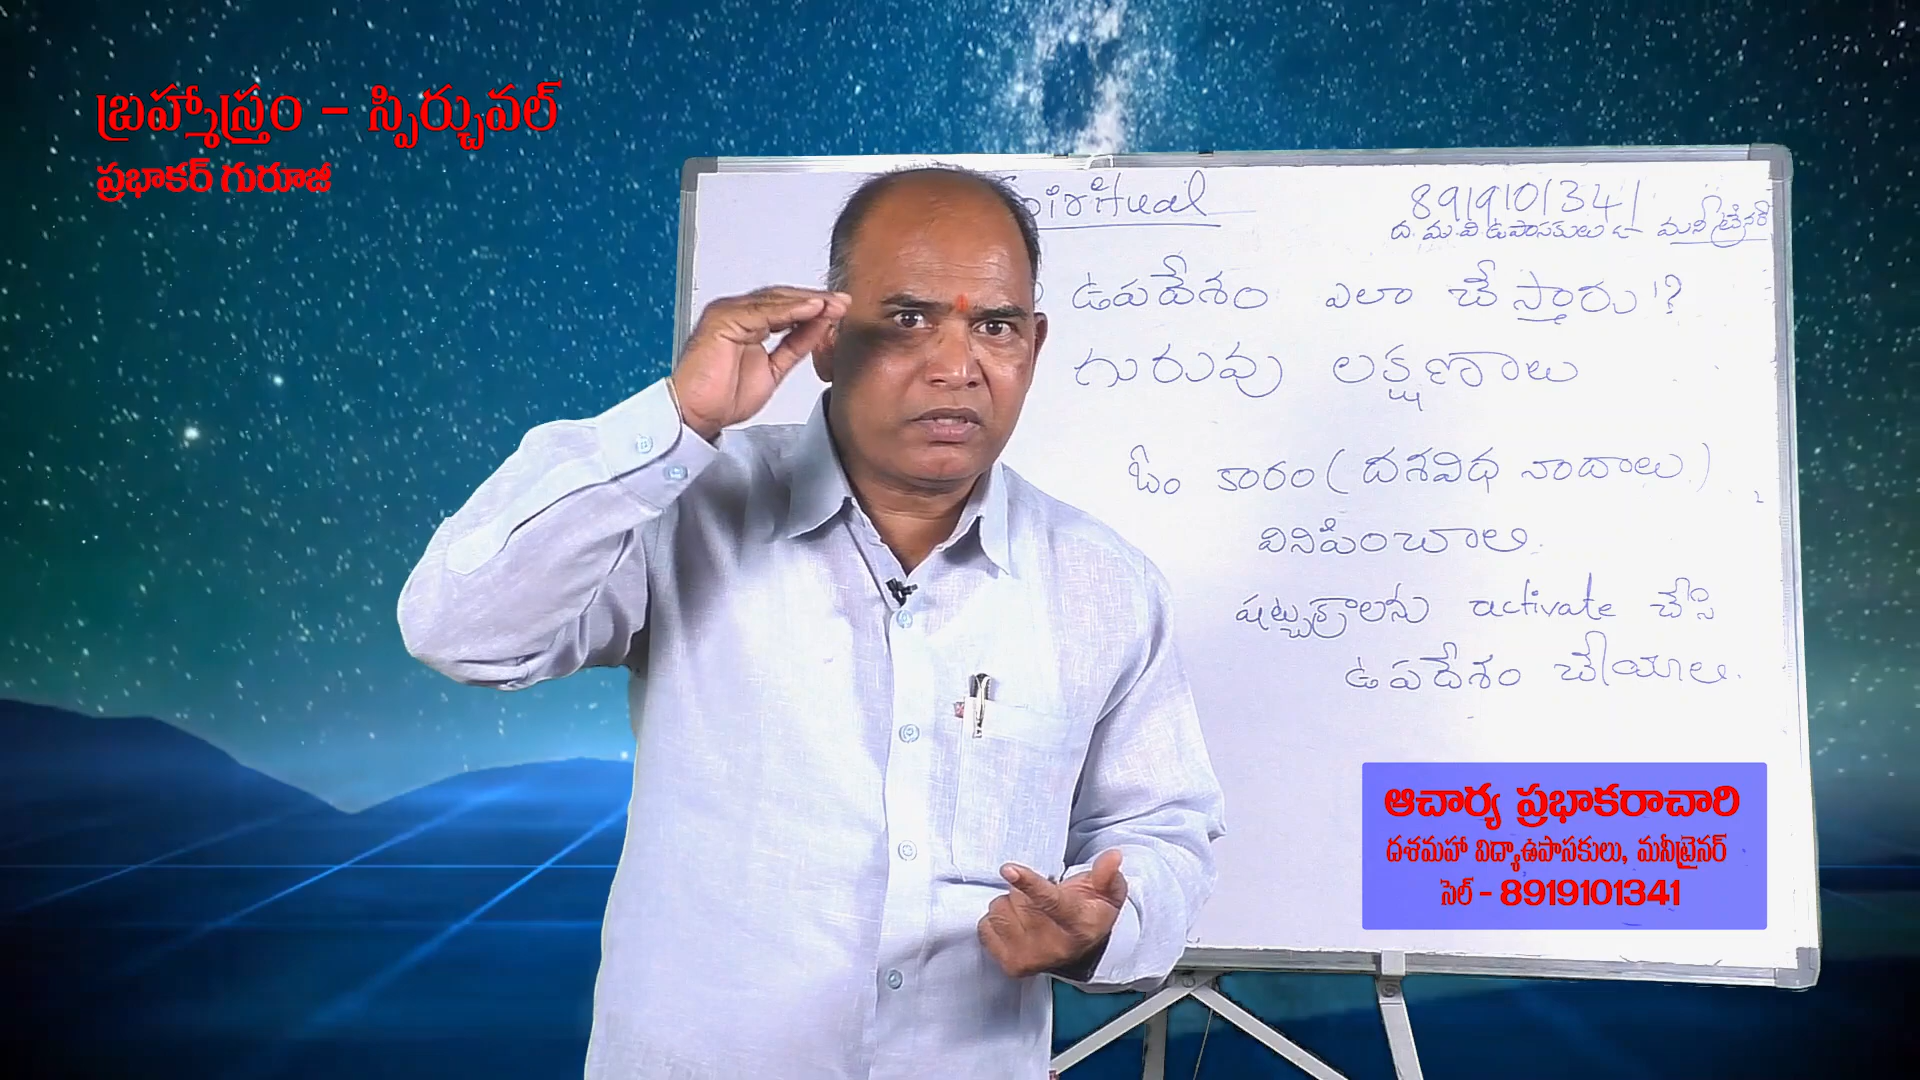 బ్రహ్మాస్త్రం - స్పిర్చువల్
ప్రభాకర్ గురూజీ
8919101341
ద.మ.వి ఉపాసకులు & మనీట్రైనర్
ఉపదేశం ఎలా చేస్తారు!?
గురువు లక్షణాలు
ఓం కారం (దశవిధ నాదాలు)
వినిపించాలి.
షట్చక్రాలను activate చేసి
ఉపదేశం చేయాలి.
ఆచార్య ప్రభాకరాచారి
దశమహా విద్యాఉపాసకులు, మనీట్రైనర్
సెల్ - 8919101341